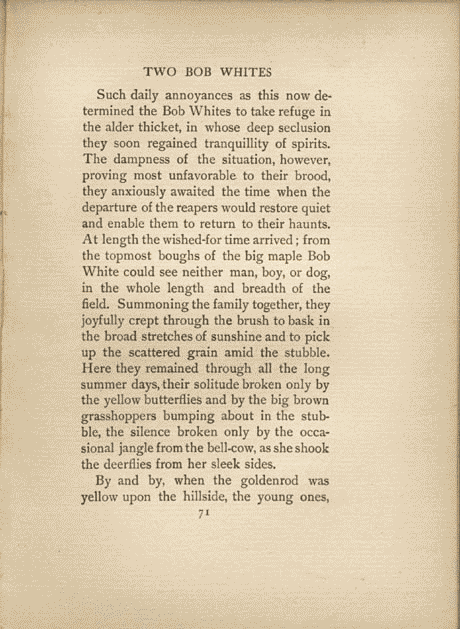 TWO BOB WHITES
Such daily annoyances as this now de-
termined the Bob Whites to take refuge in
the alder thicket, in whose deep seclusion
they soon regained tranquillity of spirits.
The dampness of the situation, however,
proving most unfavorable to their brood,
they anxiously awaited the time when the
departure of the reapers would restore quiet
and enable them to return to their haunts.
At length the wished-for time arrived; from
the topmost boughs of the big maple Bob
White could see neither man, boy, or dog,
in the whole length and breadth of the
field. Summoning the family together, they
joyfully crept through the brush to bask in
the broad stretches of sunshine and to pick
up the scattered grain amid the stubble.
Here they remained through all the long
summer days, their solitude broken only by
the yellow butterflies and by the big brown
grasshoppers bumping about in the stub-
ble, the silence broken only by the occa-
sional jangle from the bell-cow, as she shook
the deerflies from her sleek sides.
By and by, when the goldenrod was
yellow upon the hillside, the young ones,
71